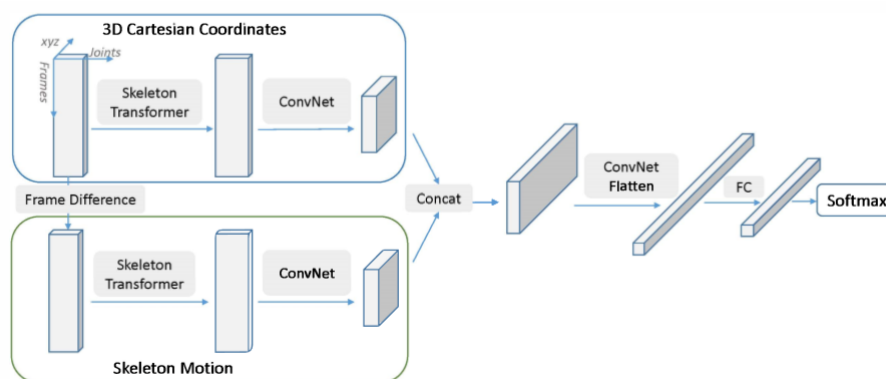 3D Cartesian Coordinates
xyz
Joints
Frames
Skeleton
Transformer
ConvNet
Frame Difference
Concat
ConvNet
Flatten
FC
Softmax
Skeleton
Transformer
ConvNet
Skeleton Motion